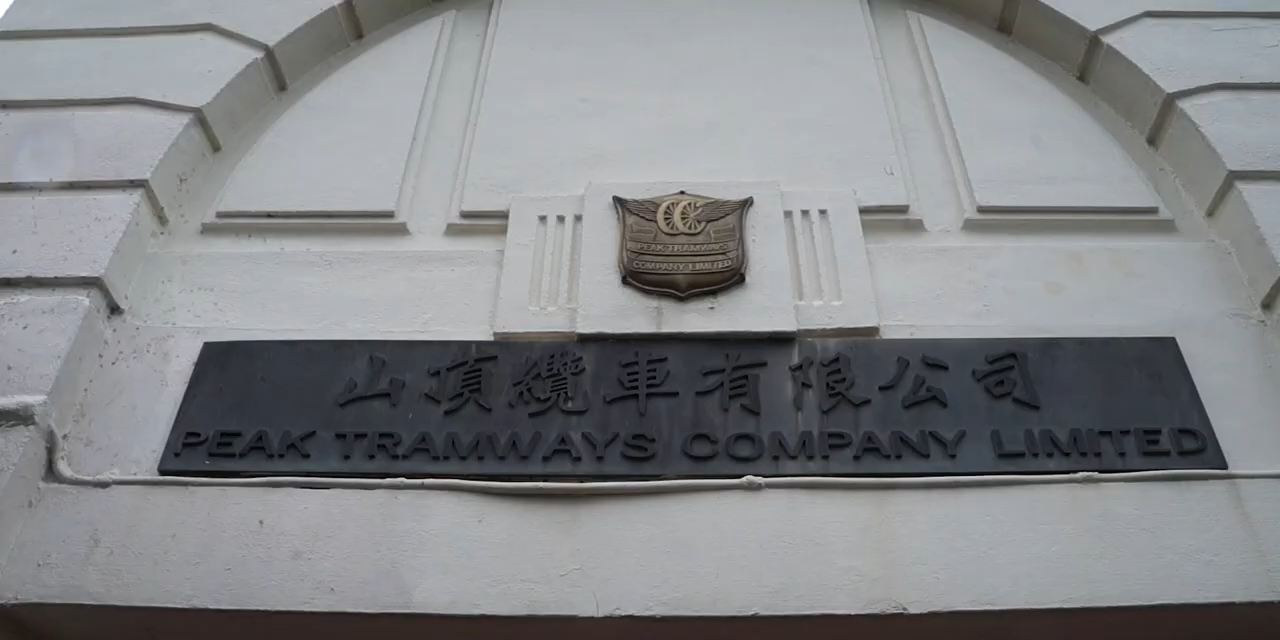 PEAK TRAMWAYS
COMPANY LIMITED
山頂纜車有限公司
PEAK TRAMWAYS COMPANY LIMITED